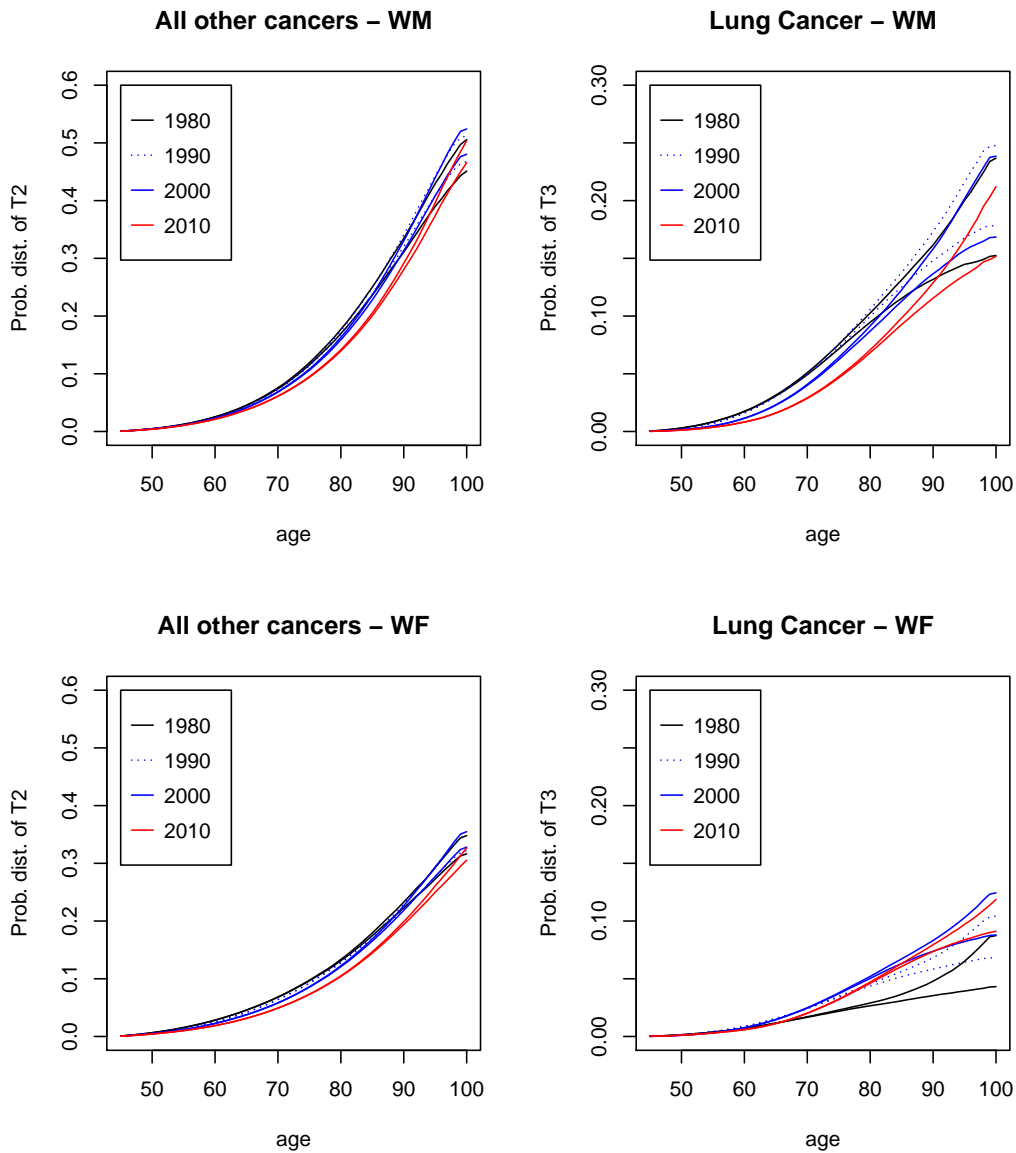 All other cancers – WM
Prob. dist. of T2
0.0 0.1 0.2 0.3 0.4 0.5 0.6
1980
1990
2000
2010
50 60 70 80 90 100
age
Lung Cancer – WM
Prob. dist. of T3
0.00 0.10 0.20 0.30
1980
1990
2000
2010
50 60 70 80 90 100
age
All other cancers – WF
Prob. dist. of T2
0.0 0.1 0.2 0.3 0.4 0.5 0.6
1980
1990
2000
2010
50 60 70 80 90 100
age
Lung Cancer – WF
Prob. dist. of T3
0.00 0.10 0.20 0.30
1980
1990
2000
2010
50 60 70 80 90 100
age